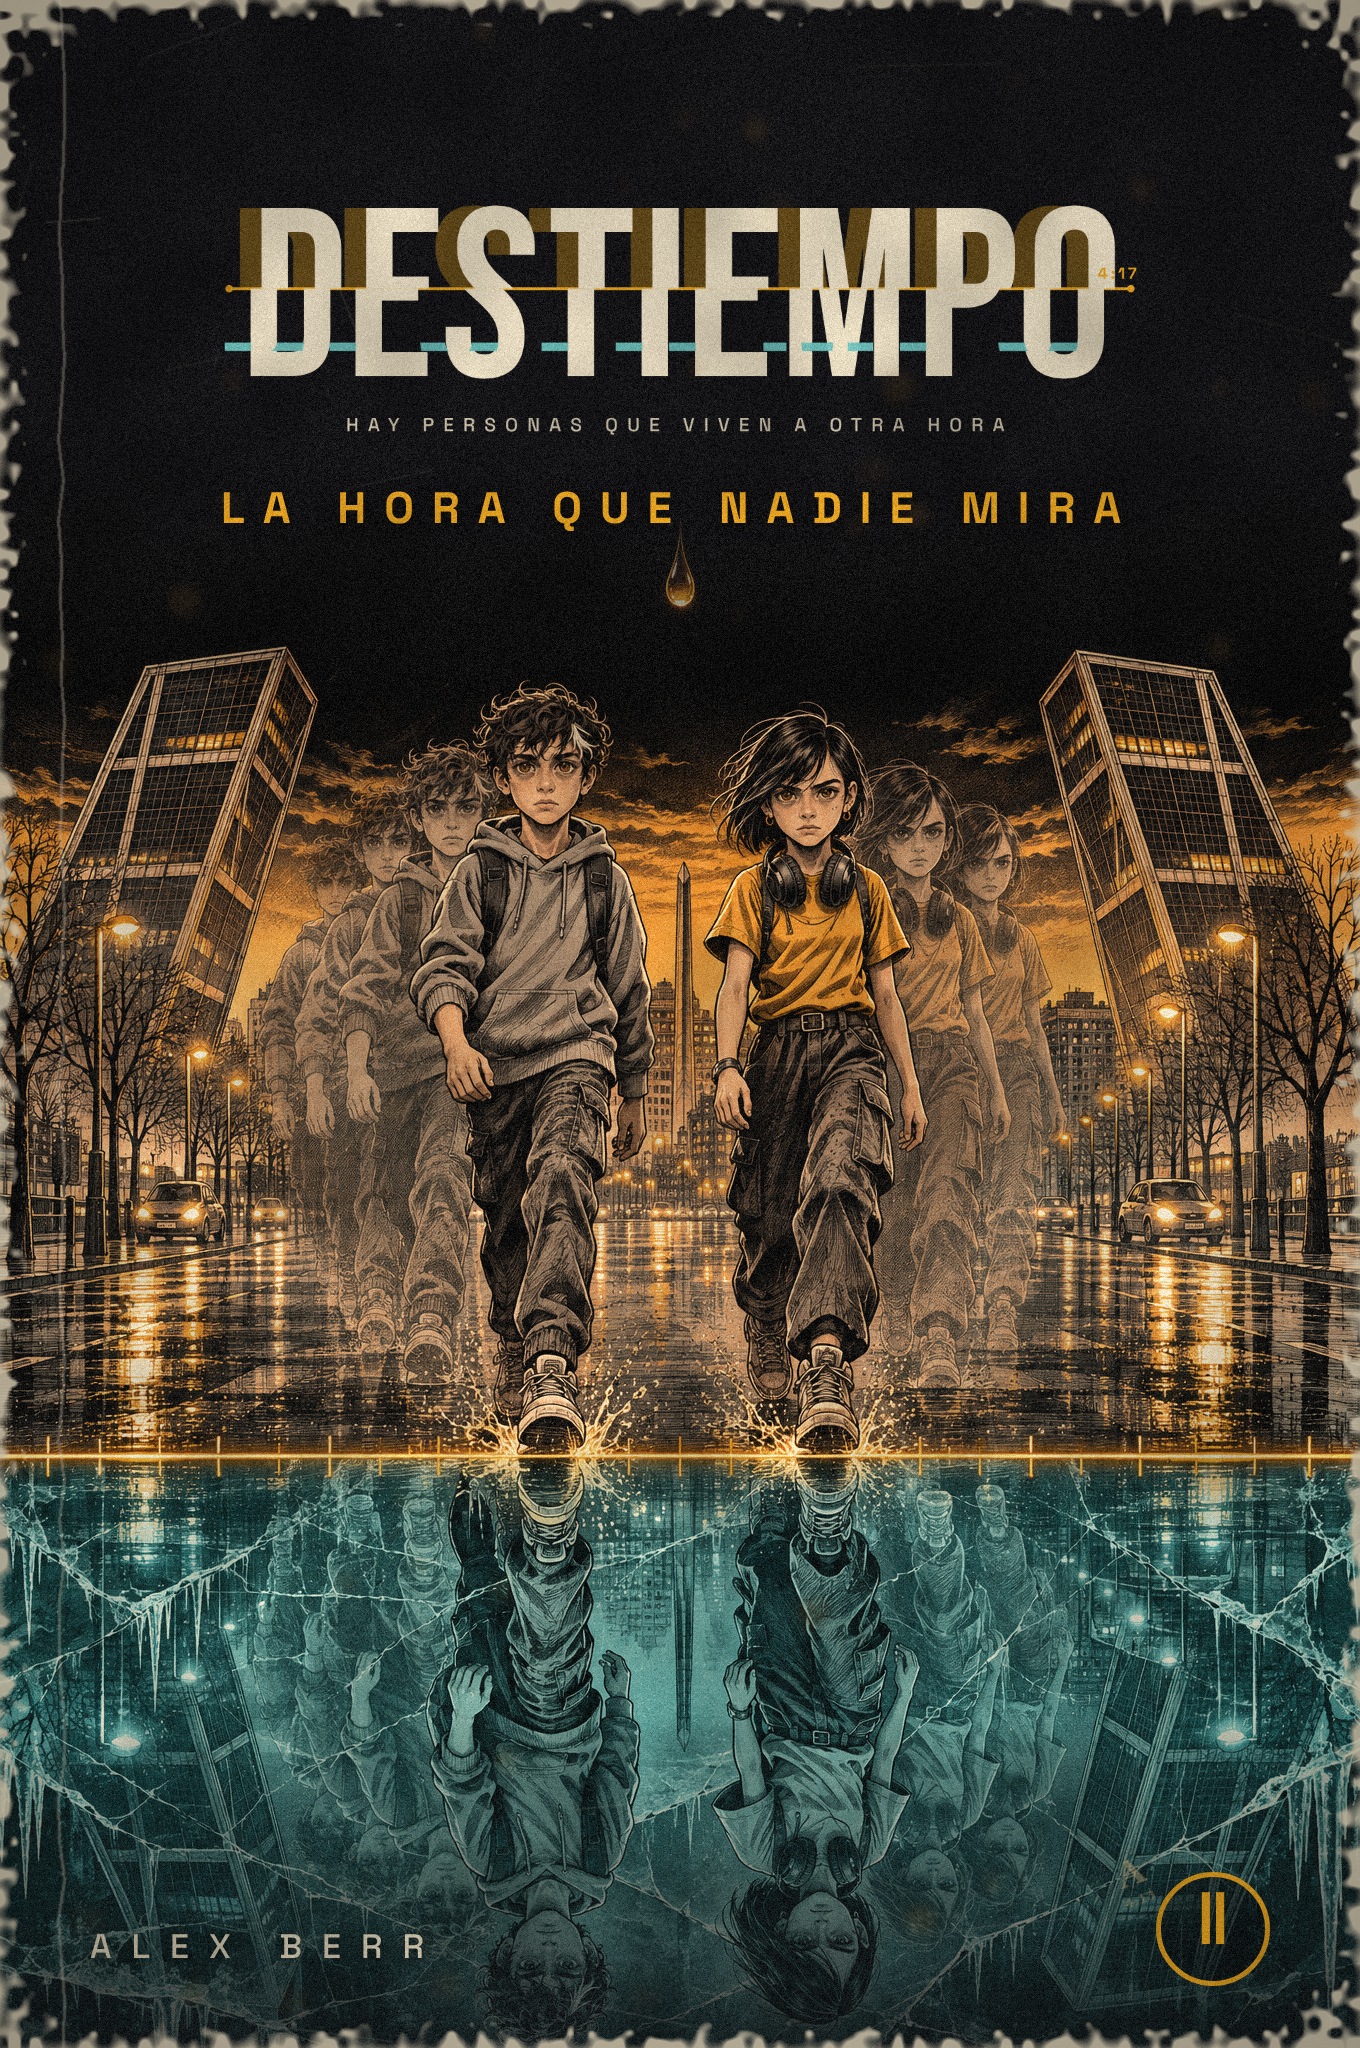 DESTIEMPO
4:17
HAY PERSONAS QUE VIVEN A OTRA HORA
LA HORA QUE NADIE MIRA
ALEX BERR
II